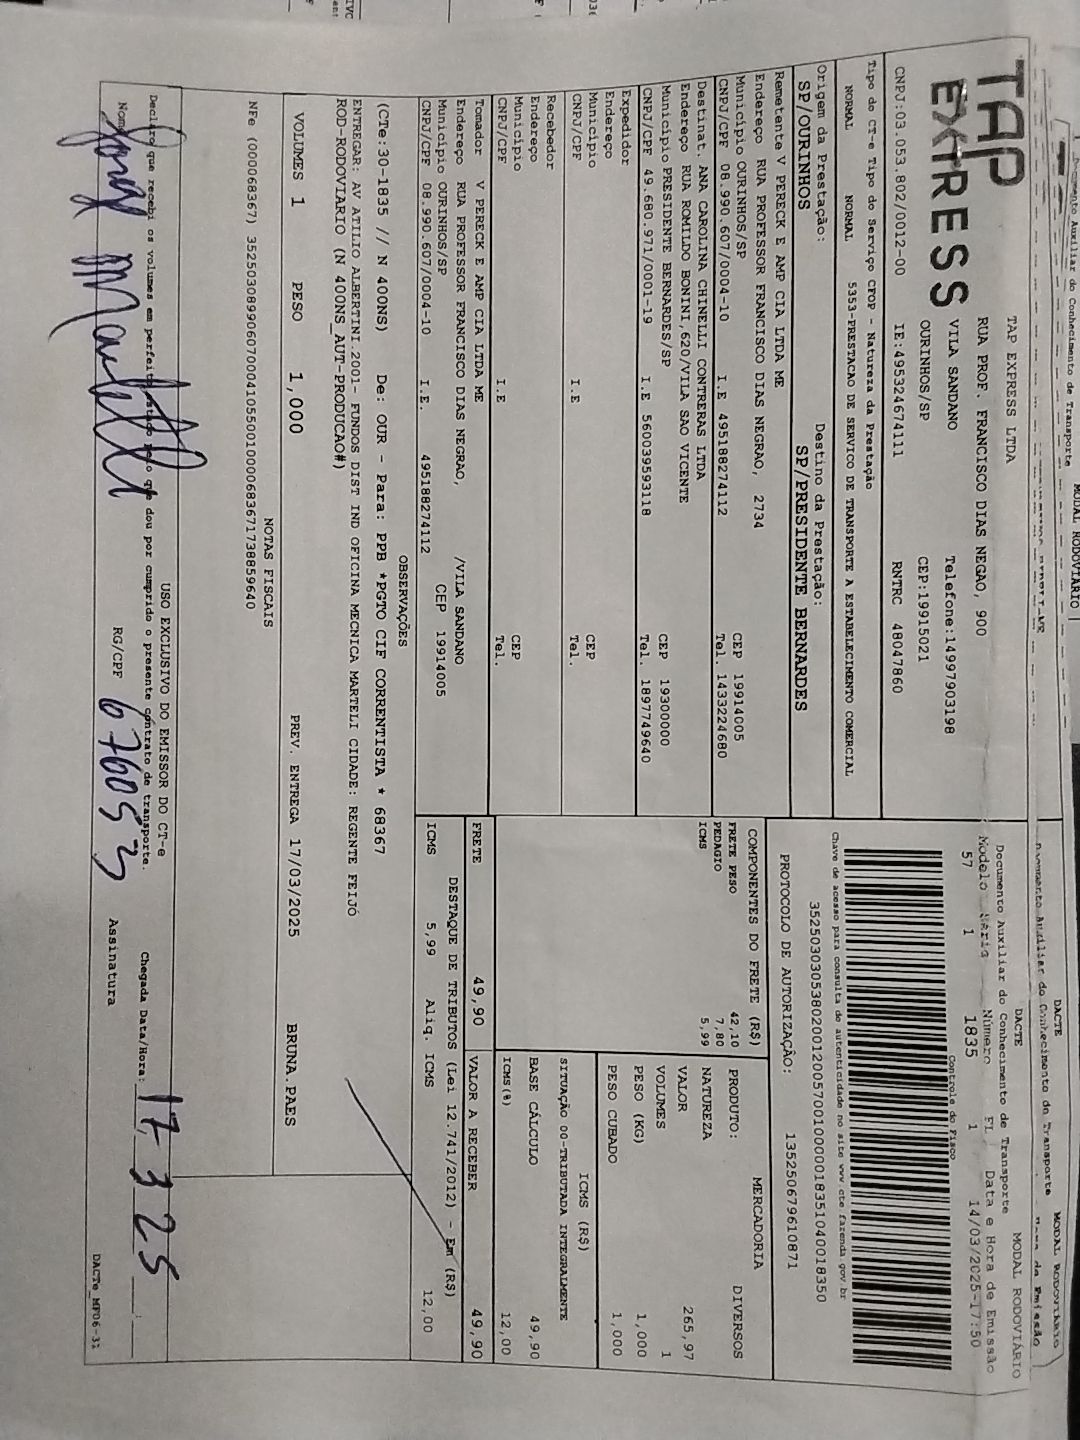 TAP
EXPRESS
TAP EXPRESS LTDA
RUA PROF. FRANCISCO DIAS NEGAO, 900
VILA SANDANO
Telefone:14997903198
OURINHOS/SP
CEP:19915021
CNPJ:03.053.802/0012-00
IE:495324674111
RNTRC 48047860
DACTE
MODAL RODOVIÁRIO
Documento Auxiliar do Conhecimento de Transporte
Modelo Série Número Fl Data e Hora de Emissão
57 1 1835 1 14/03/2025-17:50
Controle do Fisco
Chave de acesso para consulta de autenticidade no site www.cte.fazenda.gov.br
PROTOCOLO DE AUTORIZAÇÃO: 135250679610871
Tipo do CT-e Tipo do Serviço CFOP - Natureza da Prestação
NORMAL NORMAL 5353-PRESTACAO DE SERVICO DE TRANSPORTE A ESTABELECIMENTO COMERCIAL
Origem da Prestação: Destino da Prestação:
SP/OURINHOS SP/PRESIDENTE BERNARDES
Remetente V PERECK E AMP CIA LTDA ME
Endereço RUA PROFESSOR FRANCISCO DIAS NEGRAO, 2734
Município OURINHOS/SP CEP 19914005
CNPJ/CPF 08.990.607/0004-10 I.E 495188274112 Tel. 1433224680
Destinat. ANA CAROLINA CHINELLI CONTRERAS LTDA
Endereço RUA ROMILDO BONINI,620/VILA SAO VICENTE
Município PRESIDENTE BERNARDES/SP CEP 19300000
CNPJ/CPF 49.680.971/0001-19 I.E 560039593118 Tel. 1897749640
Expedidor
Endereço
Município CEP
CNPJ/CPF I.E Tel.
Recebedor
Endereço
Município CEP
CNPJ/CPF I.E Tel.
Tomador V PERECK E AMP CIA LTDA ME
Endereço RUA PROFESSOR FRANCISCO DIAS NEGRAO, /VILA SANDANO
Município OURINHOS/SP CEP 19914005
CNPJ/CPF 08.990.607/0004-10 I.E. 495188274112
COMPONENTES DO FRETE (R$)
FRETE PESO 42,10
PEDAGIO 7,80
ICMS 5,99
MERCADORIA
PRODUTO: DIVERSOS
NATUREZA
VALOR 265,97
VOLUMES 1
PESO (KG) 1,000
PESO CUBADO 1,000
ICMS (R$)
SITUAÇÃO 00-TRIBUTADA INTEGRALMENTE
BASE CÁLCULO 49,90
ICMS(%) 12,00
FRETE 49,90
VALOR A RECEBER 49,90
DESTAQUE DE TRIBUTOS (Lei 12.741/2012) - Em (R$)
ICMS 5,99 Aliq. ICMS 12,00
OBSERVAÇÕES
(CTe:30-1835 // N 400NS) De: OUR - Para: PPB *PGTO CIF CORRENTISTA * 68367
ENTREGAR: AV ATILIO ALBERTINI.2001- FUNDOS DIST IND OFICINA MECNICA MARTELI CIDADE: REGENTE FEIJÓ
ROD-RODOVIARIO (N 400NS_AUT-PRODUCAO#)
VOLUMES 1 PESO 1,000 PREV. ENTREGA 17/03/2025 BRUNA.PAES
NOTAS FISCAIS
USO EXCLUSIVO DO EMISSOR DO CT-e
Declaro que recebi os volumes em perfeito estado pelo que dou por cumprido o presente contrato de transporte.
Chegada Data/Hora: 17 3 25
Nome
RG/CPF
Assinatura
DACTe_MF06-32